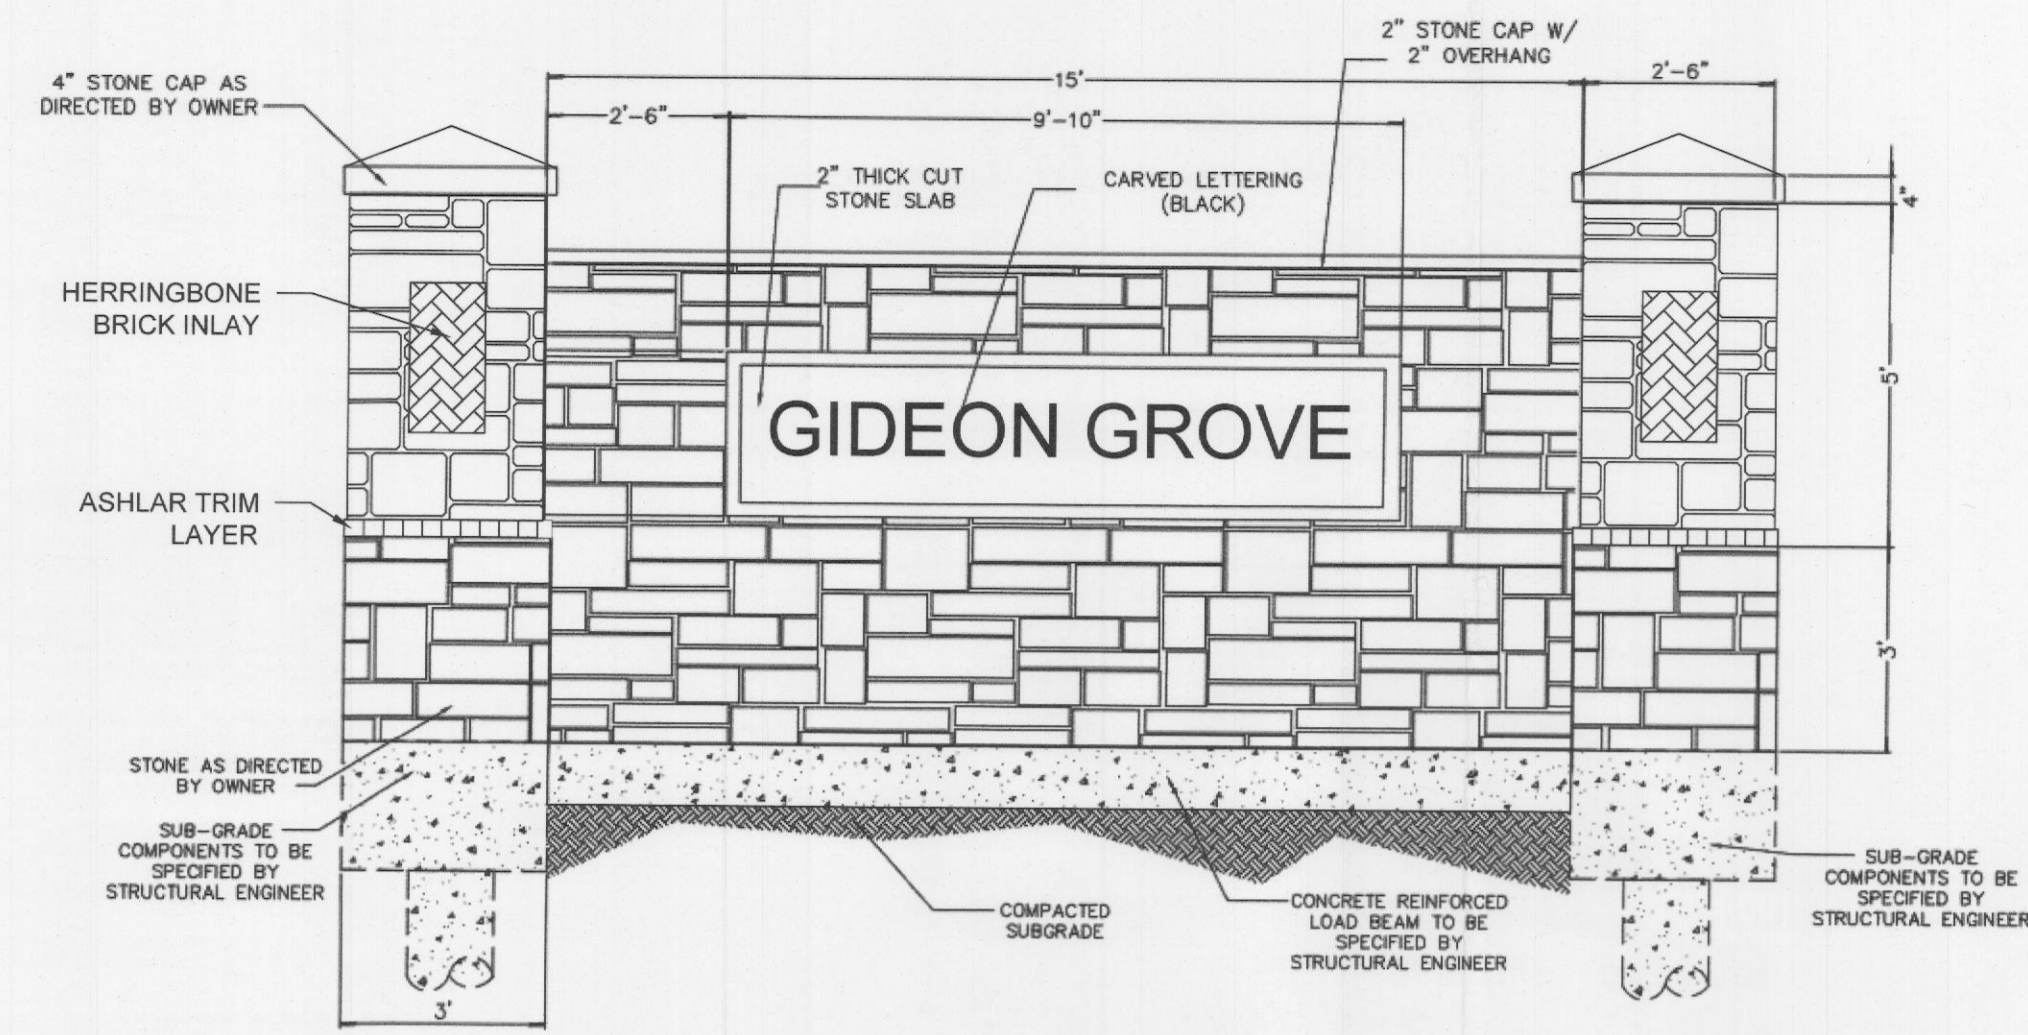 2" STONE CAP W/
2" OVERHANG
4" STONE CAP AS
DIRECTED BY OWNER
15'
2'-6"
2'-6"
9'-10"
2" THICK CUT
STONE SLAB
CARVED LETTERING
(BLACK)
4"
HERRINGBONE
BRICK INLAY
5'
GIDEON GROVE
ASHLAR TRIM
LAYER
3'
STONE AS DIRECTED
BY OWNER
SUB-GRADE
COMPONENTS TO BE
SPECIFIED BY
STRUCTURAL ENGINEER
COMPACTED
SUBGRADE
CONCRETE REINFORCED
LOAD BEAM TO BE
SPECIFIED BY
STRUCTURAL ENGINEER
SUB-GRADE
COMPONENTS TO BE
SPECIFIED BY
STRUCTURAL ENGINEER
3'